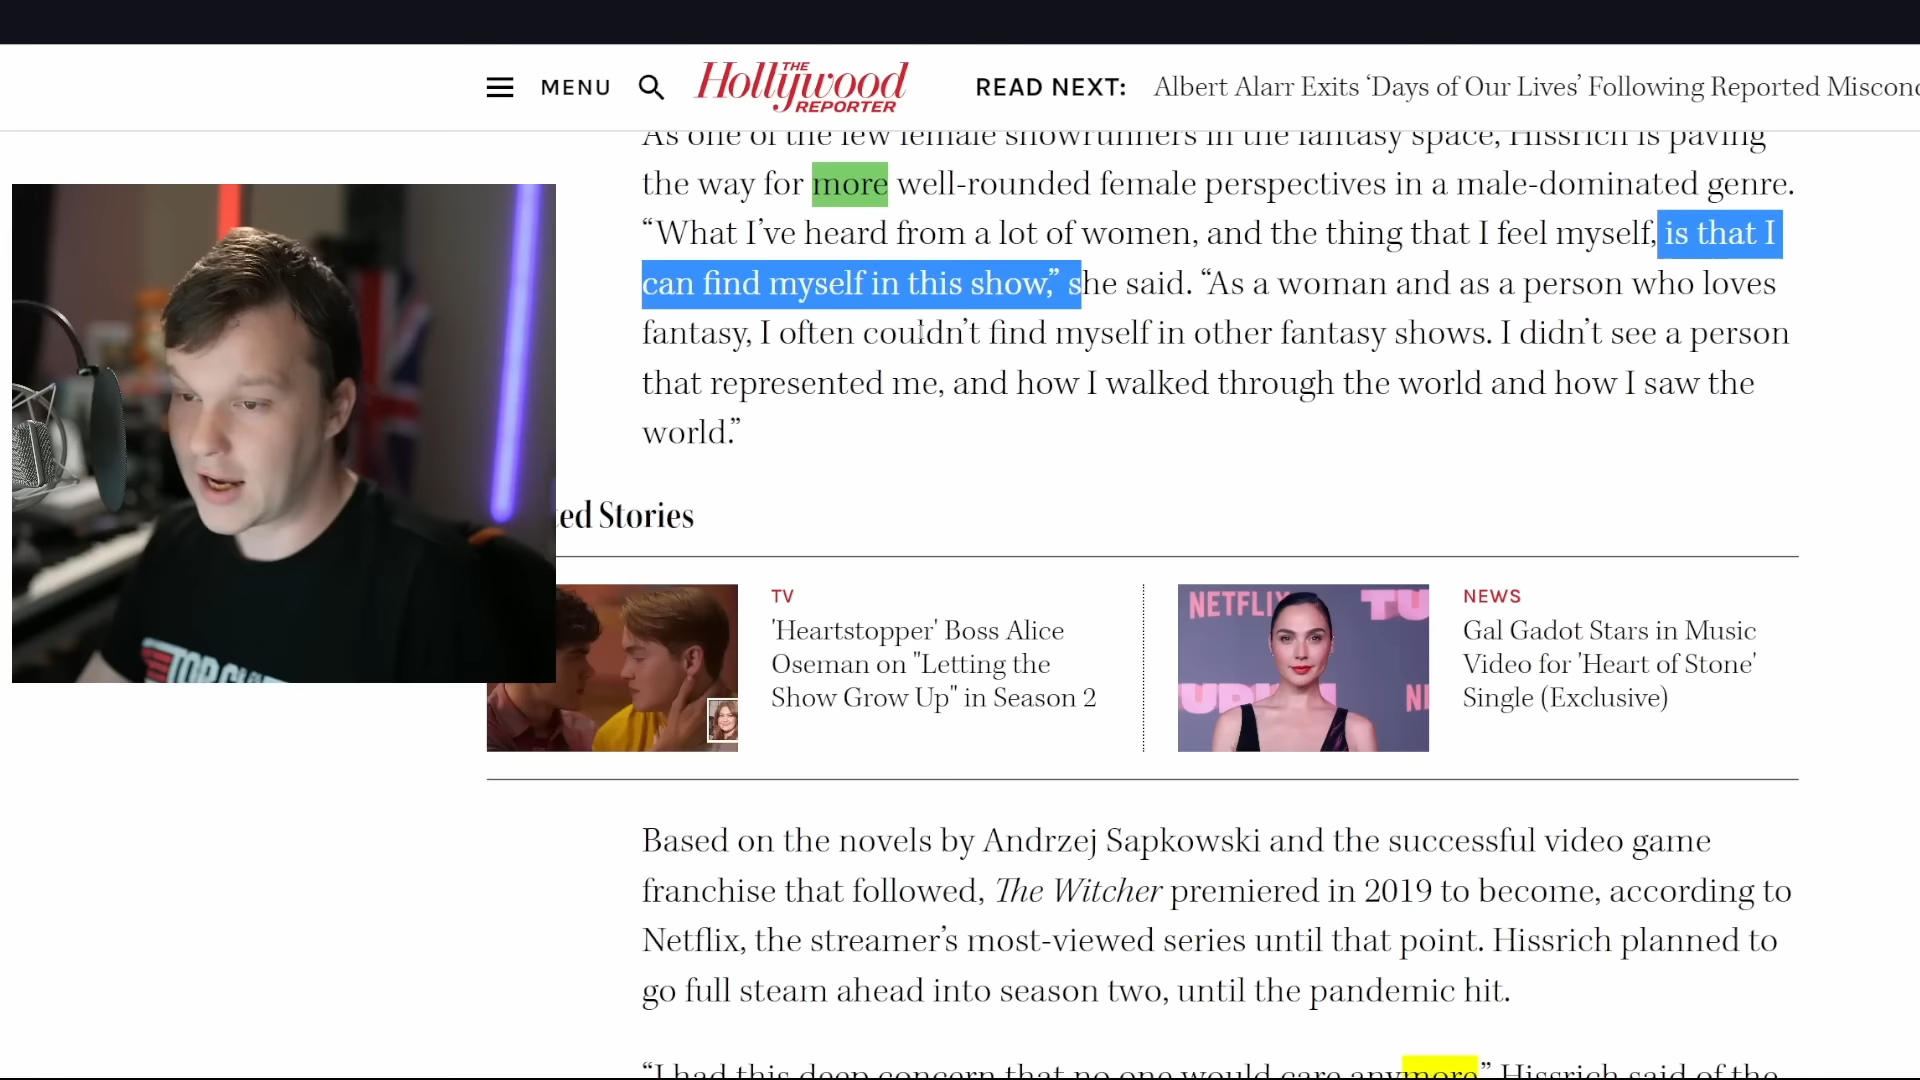 MENU
THE
Hollywood
REPORTER
READ NEXT: Albert Alarr Exits ‘Days of Our Lives’ Following Reported Miscond
As one of the few female showrunners in the fantasy space, Hissrich is paving
the way for more well-rounded female perspectives in a male-dominated genre.
“What I’ve heard from a lot of women, and the thing that I feel myself, is that I
can find myself in this show,” she said. “As a woman and as a person who loves
fantasy, I often couldn’t find myself in other fantasy shows. I didn’t see a person
that represented me, and how I walked through the world and how I saw the
world.”
ted Stories
TV
'Heartstopper' Boss Alice
Oseman on "Letting the
Show Grow Up" in Season 2
NETFLIX
TU
TUDUM
NE
NEWS
Gal Gadot Stars in Music
Video for 'Heart of Stone'
Single (Exclusive)
TOP GU
Based on the novels by Andrzej Sapkowski and the successful video game
franchise that followed, The Witcher premiered in 2019 to become, according to
Netflix, the streamer’s most-viewed series until that point. Hissrich planned to
go full steam ahead into season two, until the pandemic hit.
“I had this deep concern that no one would care anymore,” Hissrich said of the